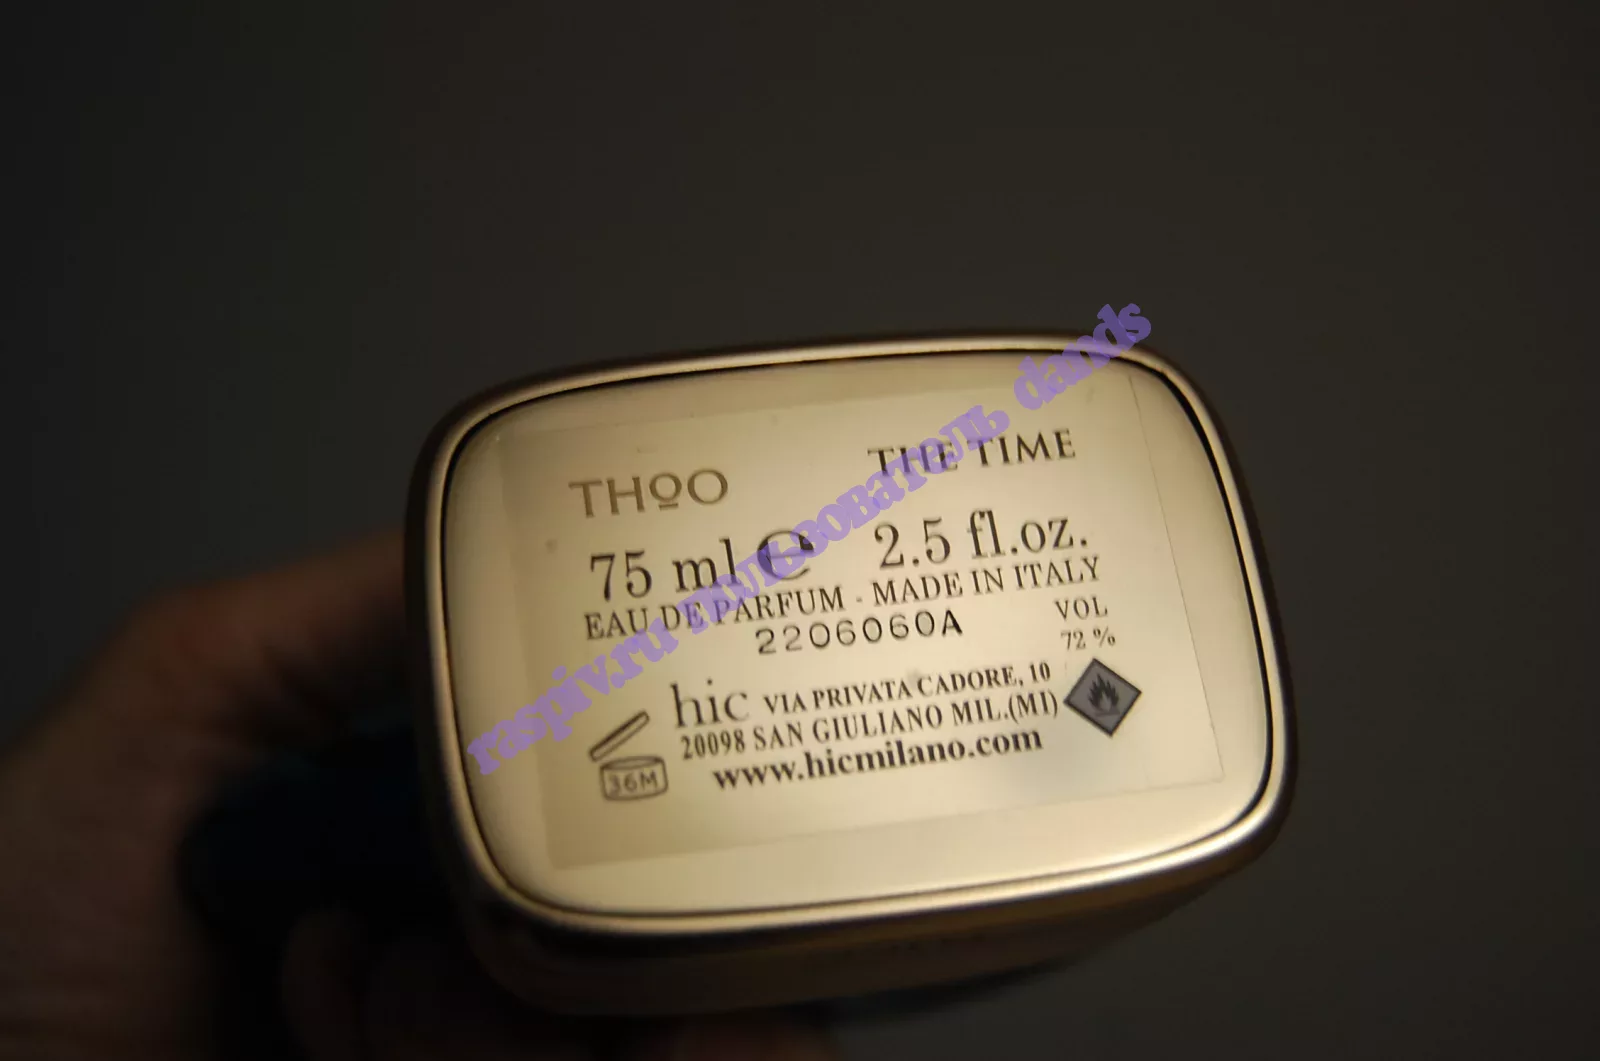 THOO THE TIME
75 ml ℮ 2.5 fl.oz.
EAU DE PARFUM - MADE IN ITALY
2206060A
VOL
72 %
hic VIA PRIVATA CADORE, 10
20098 SAN GIULIANO MIL.(MI)
www.hicmilano.com
36M
raspiv.ru пользователь dands